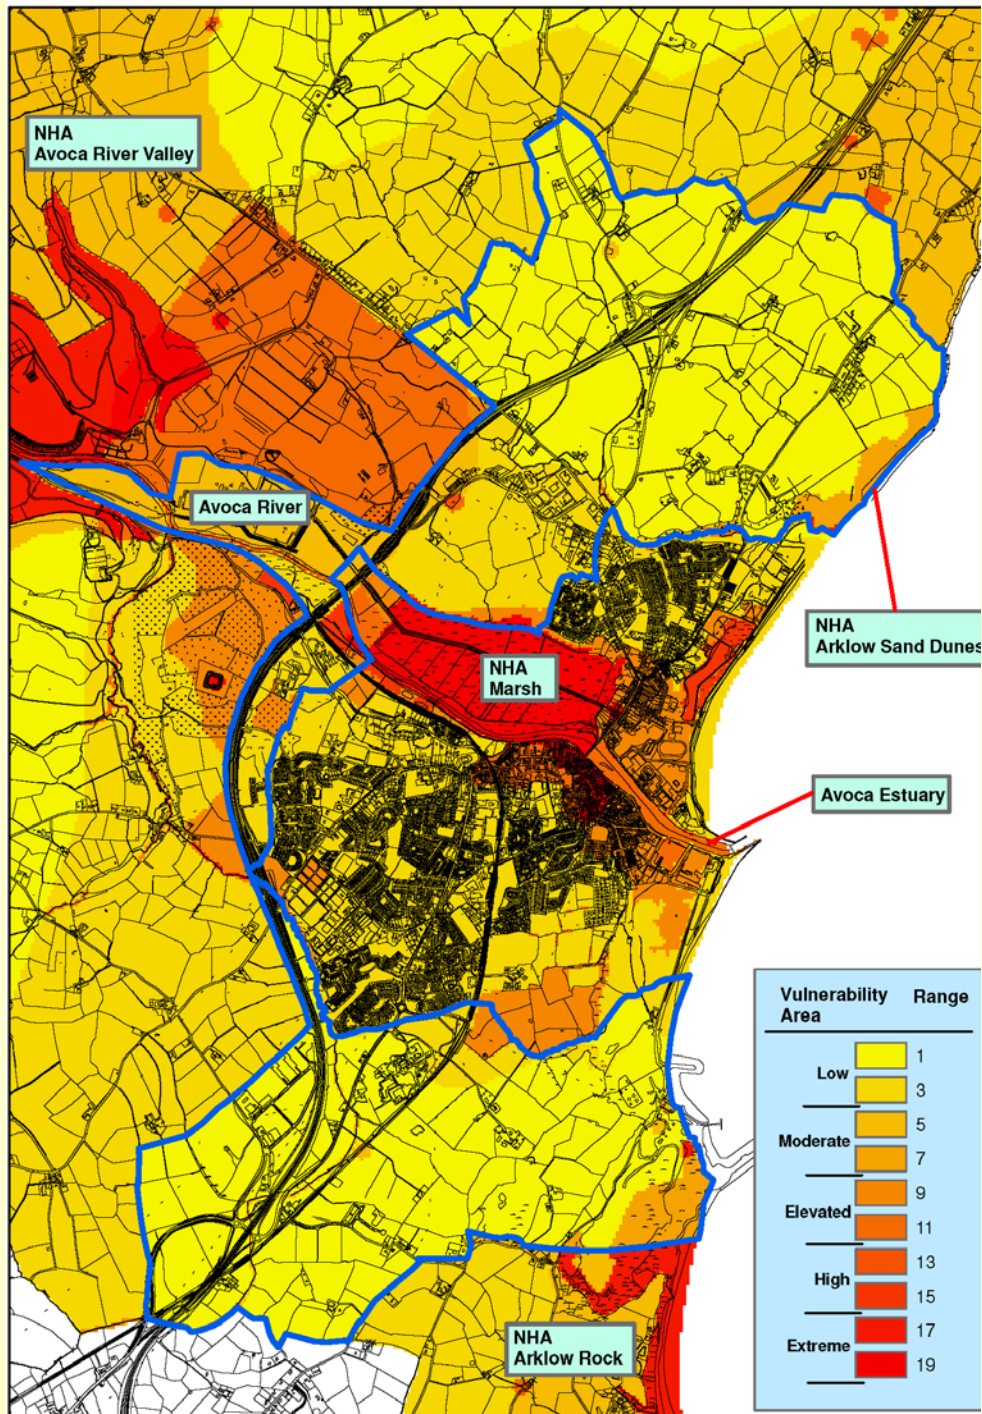 NHA
Avoca River Valley
Avoca River
NHA
Marsh
NHA
Arklow Sand Dunes
Avoca Estuary
NHA
Arklow Rock
Vulnerability Range
Area
Low
1
3
Moderate
5
7
Elevated
9
11
High
13
15
Extreme
17
19